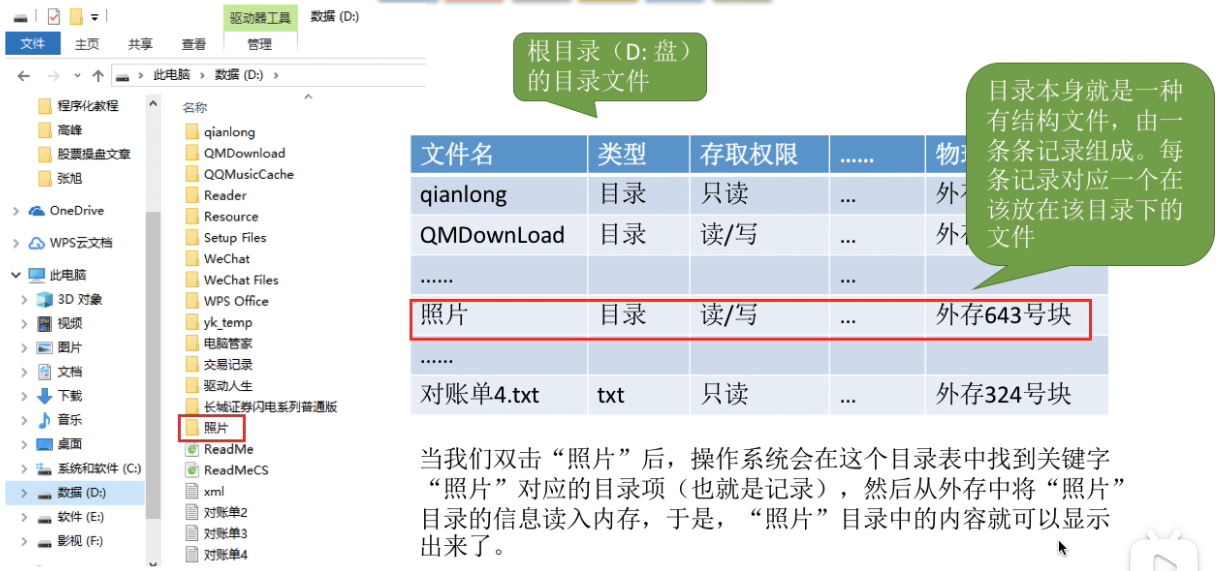 驱动器工具 数据 (D:)
文件 主页 共享 查看 管理
此电脑 › 数据 (D:) ›
程序化教程
高峰
股票操盘文章
张旭
OneDrive
WPS云文档
此电脑
3D 对象
视频
图片
文档
下载
音乐
桌面
系统和软件 (C:)
数据 (D:)
软件 (E:)
影视 (F:)
名称
qianlong
QMDownload
QQMusicCache
Reader
Resource
Setup Files
WeChat
WeChat Files
WPS Office
yk_temp
电脑管家
交易记录
驱动人生
长城证券闪电系列普通版
照片
ReadMe
ReadMeCS
xml
对账单2
对账单3
对账单4
根目录（D: 盘）
的目录文件
目录本身就是一种
有结构文件，由一
条条记录组成。每
条记录对应一个在
该放在该目录下的
文件
文件名 类型 存取权限 …… 物
qianlong 目录 只读 … 外
QMDownLoad 目录 读/写 … 外
…… …
照片 目录 读/写 … 外存643号块
……
对账单4.txt txt 只读 … 外存324号块
当我们双击“照片”后，操作系统会在这个目录表中找到关键字
“照片”对应的目录项（也就是记录），然后从外存中将“照片”
目录的信息读入内存，于是，“照片”目录中的内容就可以显示
出来了。